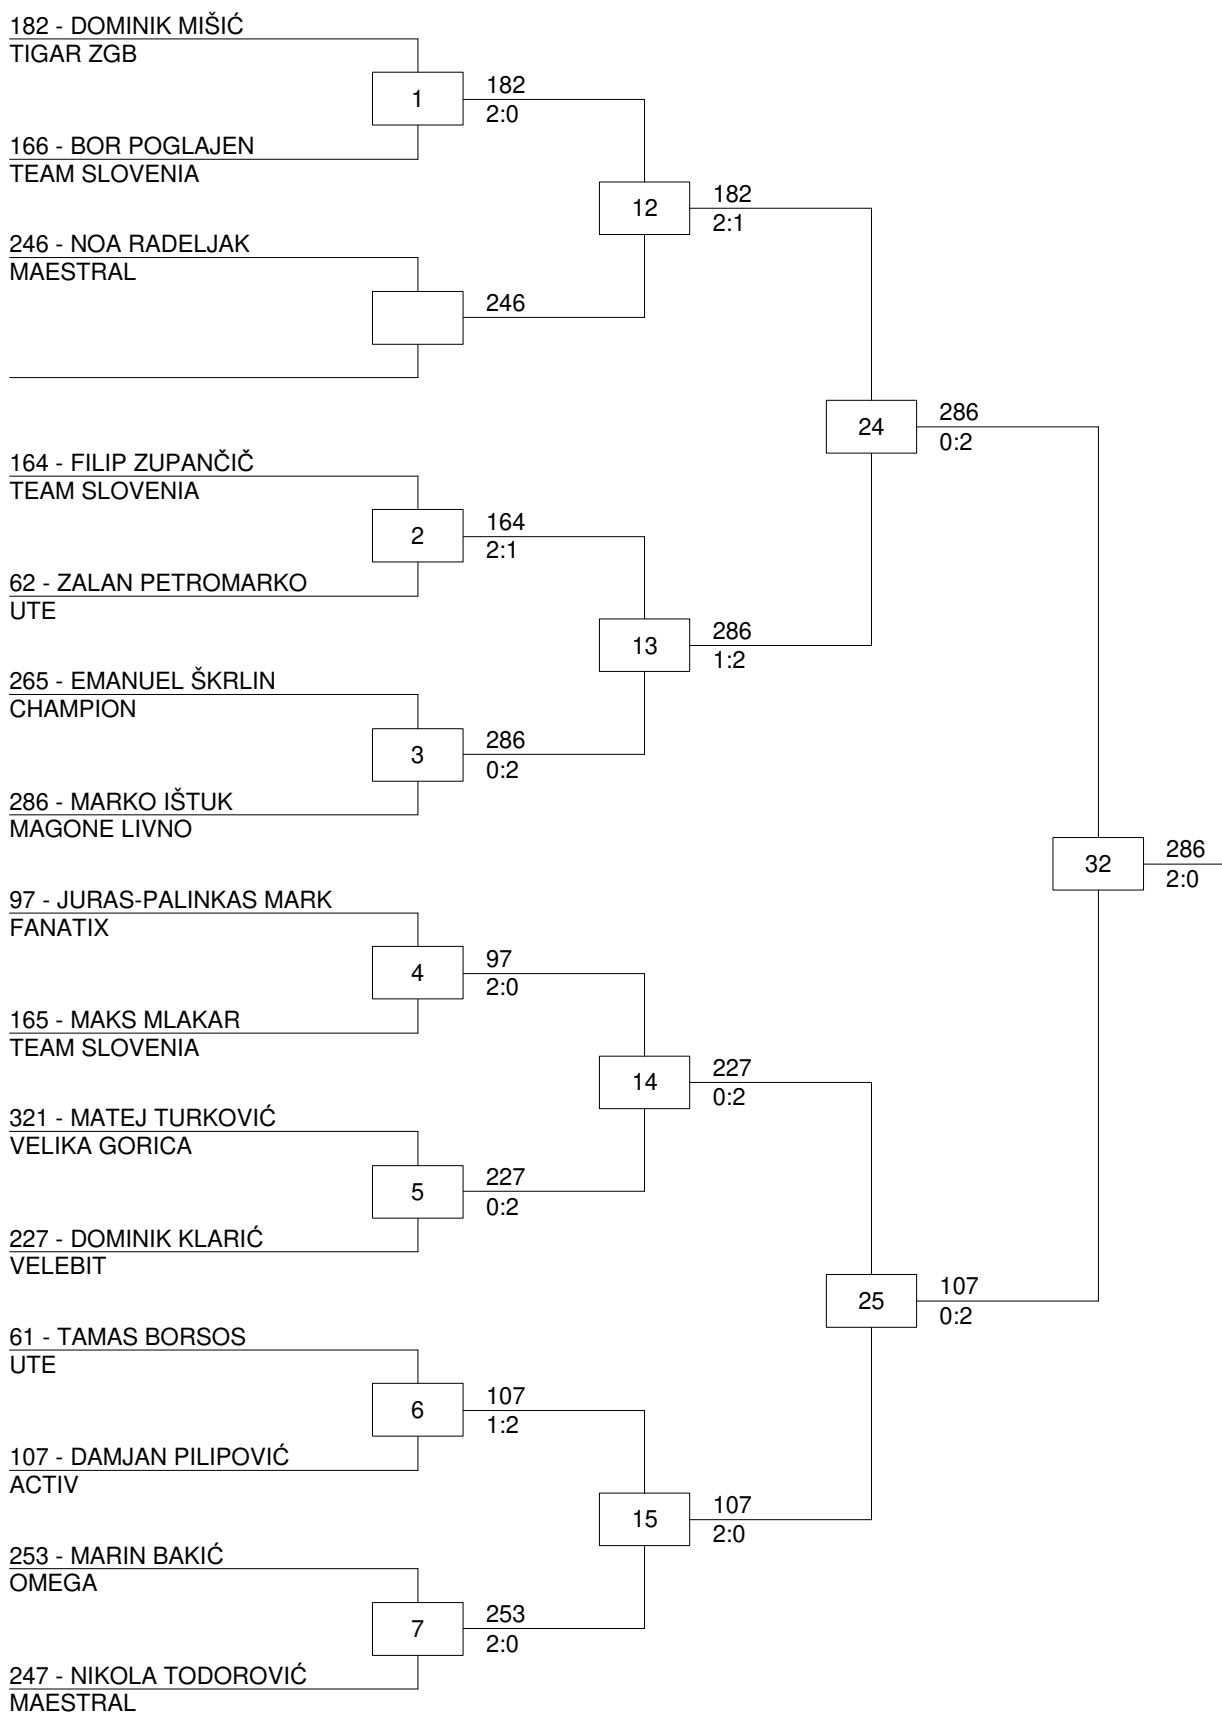 182 - DOMINIK MIŠIĆ
TIGAR ZGB
1
182
2:0
166 - BOR POGLAJEN
TEAM SLOVENIA
12
182
2:1
246 - NOA RADELJAK
MAESTRAL
246
24
286
0:2
164 - FILIP ZUPANČIČ
TEAM SLOVENIA
2
164
2:1
62 - ZALAN PETROMARKO
UTE
13
286
1:2
265 - EMANUEL ŠKRLIN
CHAMPION
3
286
0:2
286 - MARKO IŠTUK
MAGONE LIVNO
32
286
2:0
97 - JURAS-PALINKAS MARK
FANATIX
4
97
2:0
165 - MAKS MLAKAR
TEAM SLOVENIA
14
227
0:2
321 - MATEJ TURKOVIĆ
VELIKA GORICA
5
227
0:2
227 - DOMINIK KLARIĆ
VELEBIT
25
107
0:2
61 - TAMAS BORSOS
UTE
6
107
1:2
107 - DAMJAN PILIPOVIĆ
ACTIV
15
107
2:0
253 - MARIN BAKIĆ
OMEGA
7
253
2:0
247 - NIKOLA TODOROVIĆ
MAESTRAL